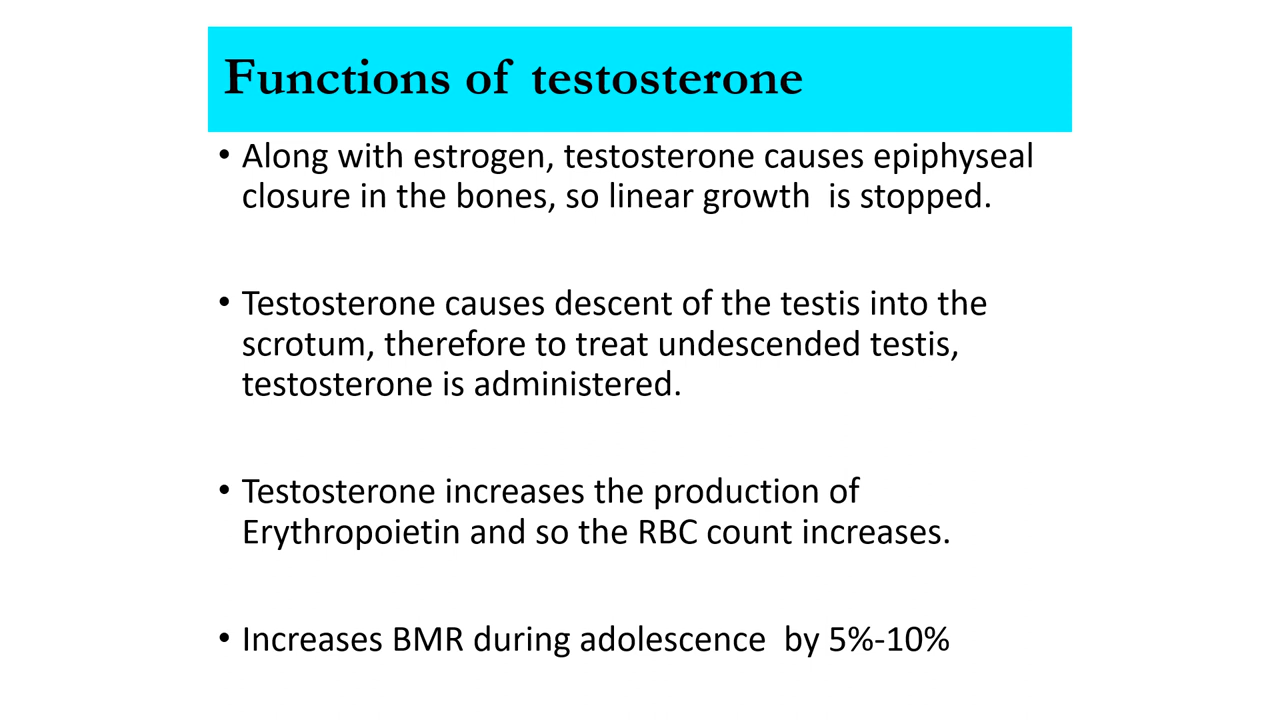 Functions of testosterone
• Along with estrogen, testosterone causes epiphyseal
closure in the bones, so linear growth  is stopped.
• Testosterone causes descent of the testis into the
scrotum, therefore to treat undescended testis,
testosterone is administered.
• Testosterone increases the production of
Erythropoietin and so the RBC count increases.
• Increases BMR during adolescence  by 5%-10%